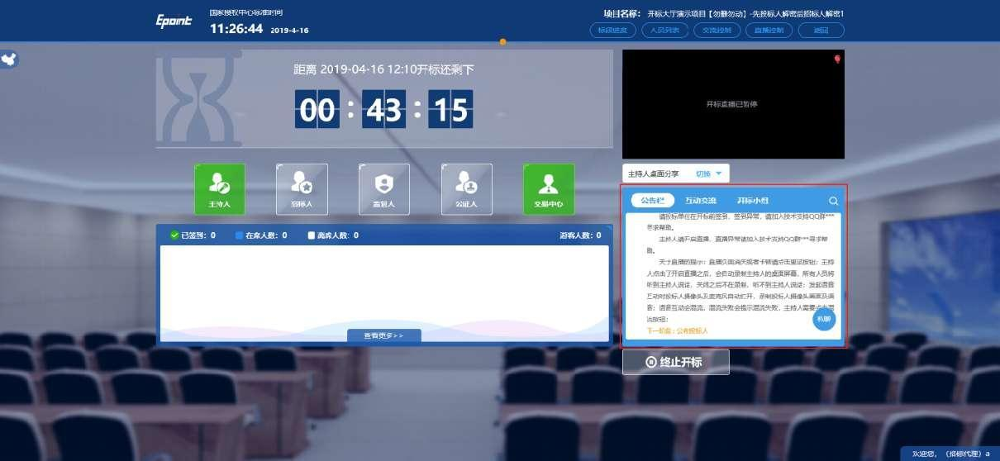 Epoint
国家授权中心标准时间
11:26:44 2019-4-16
项目名称: 开标大厅演示项目【勿删勿动】-先投标人解密后招标人解密1
标段进度 人员列表 交流控制 直播控制 返回
距离 2019-04-16 12:10开标还剩下
00 : 43 : 15
开标直播已暂停
主持人 招标人 监管人 公证人 交易中心
主持人桌面分享 切换
公告栏 互动交流 开标小组
请投标单位在开标前签到，签到异常，请加入技术支持QQ群***
寻求帮助。
主持人请开启直播，直播异常请加入技术支持QQ群***寻求帮
助。
关于直播的提示：直播页面消失或者卡顿请点击重试按钮；主持
人点击了开启直播之后，会自动录制主持人的桌面屏幕，所有人员将
听到主持人说话，关闭之后不在录制，听不到主持人说话；发起语音
互动时投标人摄像头及麦克风自动打开，录制投标人摄像头画面及语
音；语音互动会混流，混流失败会提示混流失败，主持人需要点击混
流按钮；
下一阶段：公布投标人
私聊
已签到: 0 在席人数: 0 离席人数: 0 游客人数: 0
查看更多>>
终止开标
欢迎您，（招标代理）a